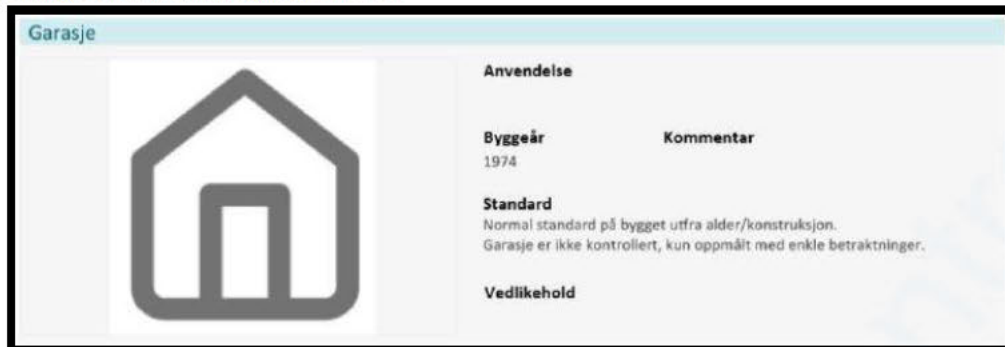 Garasje
Anvendelse
Byggeår Kommentar
1974
Standard
Normal standard på bygget utfra alder/konstruksjon.
Garasje er ikke kontrollert, kun oppmålt med enkle betraktninger.
Vedlikehold